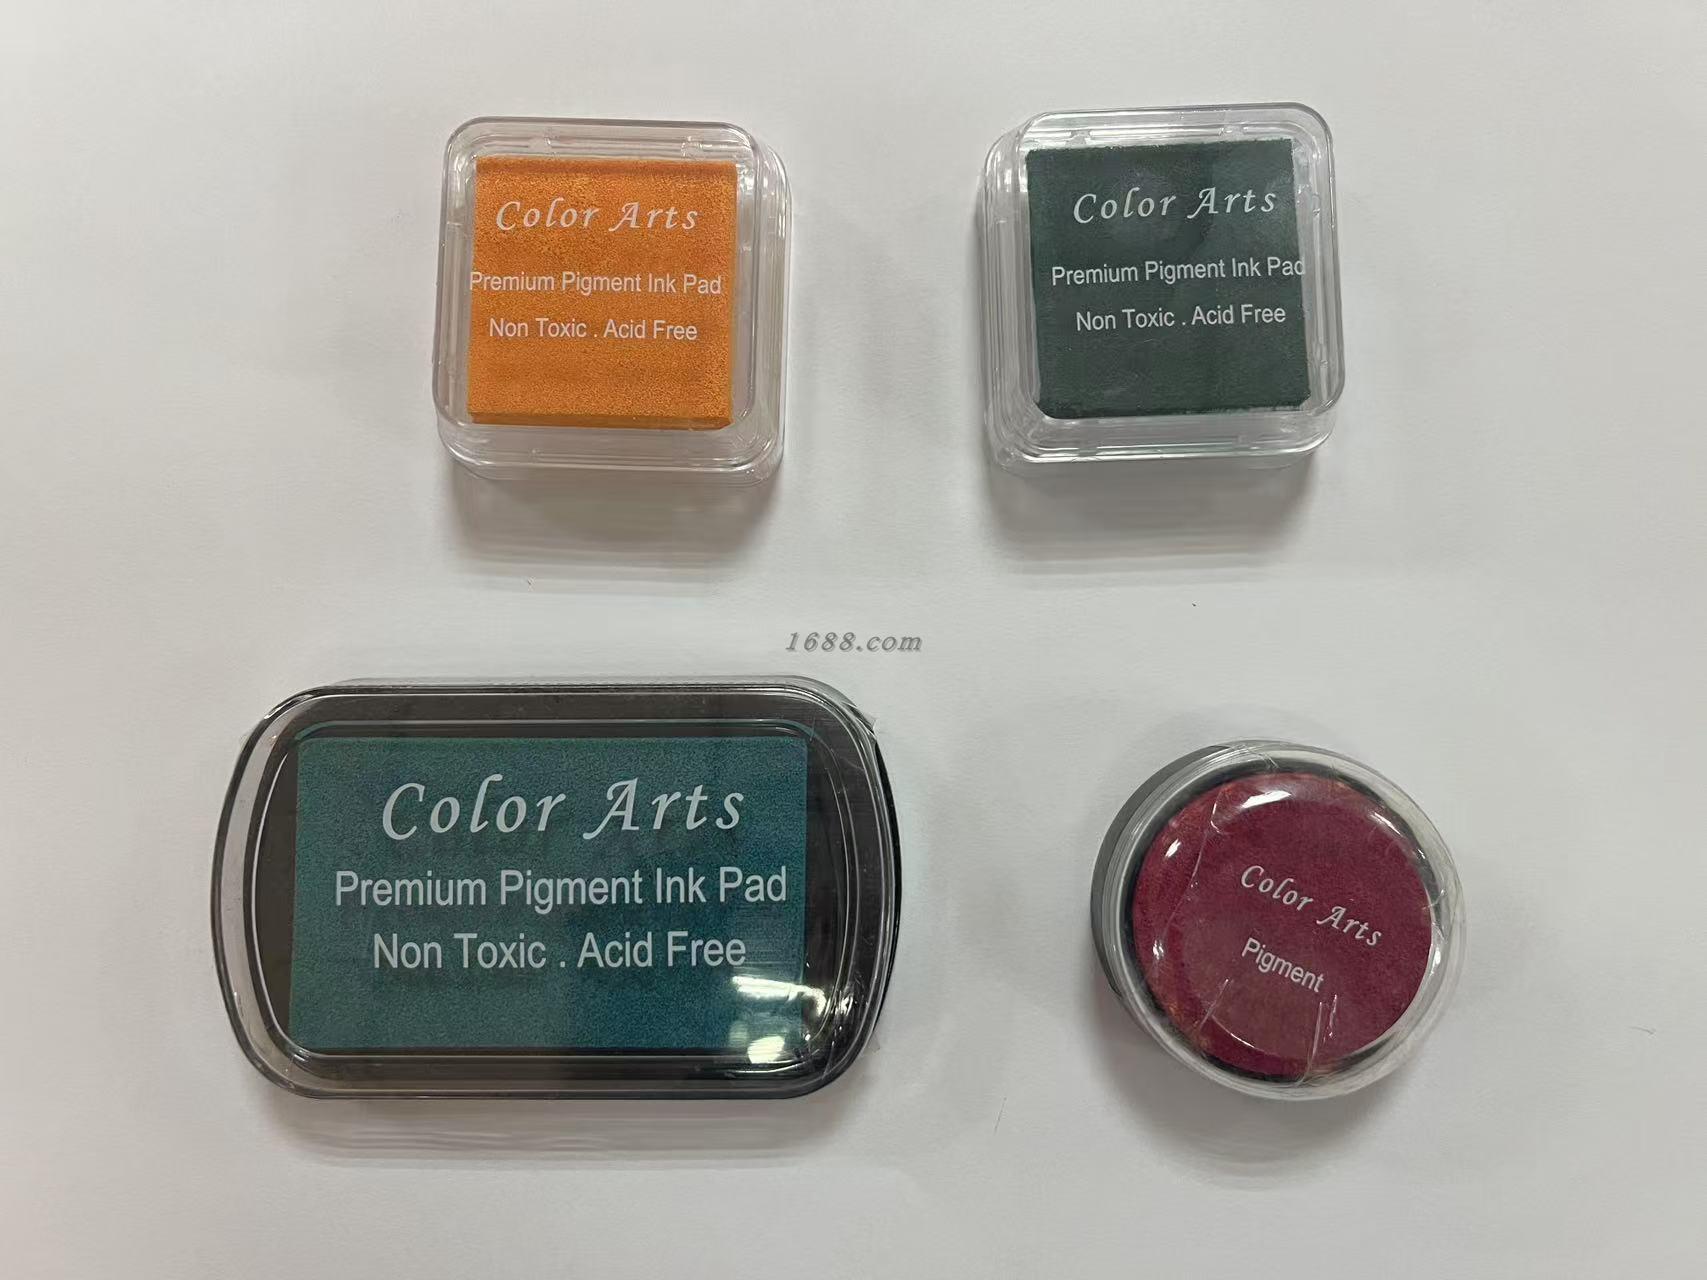 Color Arts
Premium Pigment Ink Pad
Non Toxic . Acid Free
Color Arts
Premium Pigment Ink Pad
Non Toxic . Acid Free
1688.com
Color Arts
Premium Pigment Ink Pad
Non Toxic . Acid Free
Color Arts
Pigment